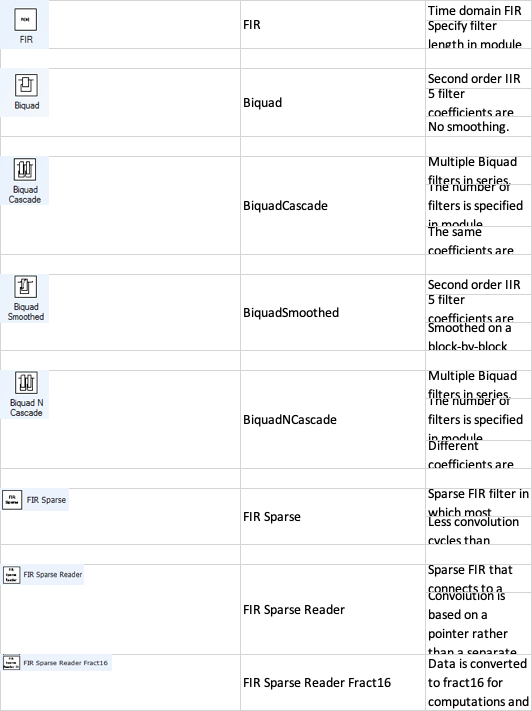 h(n)
FIR
FIR
Time domain FIR
Specify filter
length in module
Biquad
Biquad
Second order IIR
5 filter
coefficients are
No smoothing.
Biquad
Cascade
BiquadCascade
Multiple Biquad
filters in series.
The number of
filters is specified
in module
The same
coefficients are
Biquad
Smoothed
BiquadSmoothed
Second order IIR
5 filter
coefficients are
Smoothed on a
block-by-block
Biquad N
Cascade
BiquadNCascade
Multiple Biquad
filters in series.
The number of
filters is specified
in module
Different
coefficients are
FIR
Sparse
FIR Sparse
FIR Sparse
Sparse FIR filter in
which most
Less convolution
cycles than
FIR
Sparse
Reader
FIR Sparse Reader
FIR Sparse Reader
Sparse FIR that
connects to a
Convolution is
based on a
pointer rather
than a separate
FIR
Sparse
FIR Sparse Reader Fract16
FIR Sparse Reader Fract16
Data is converted
to fract16 for
computations and